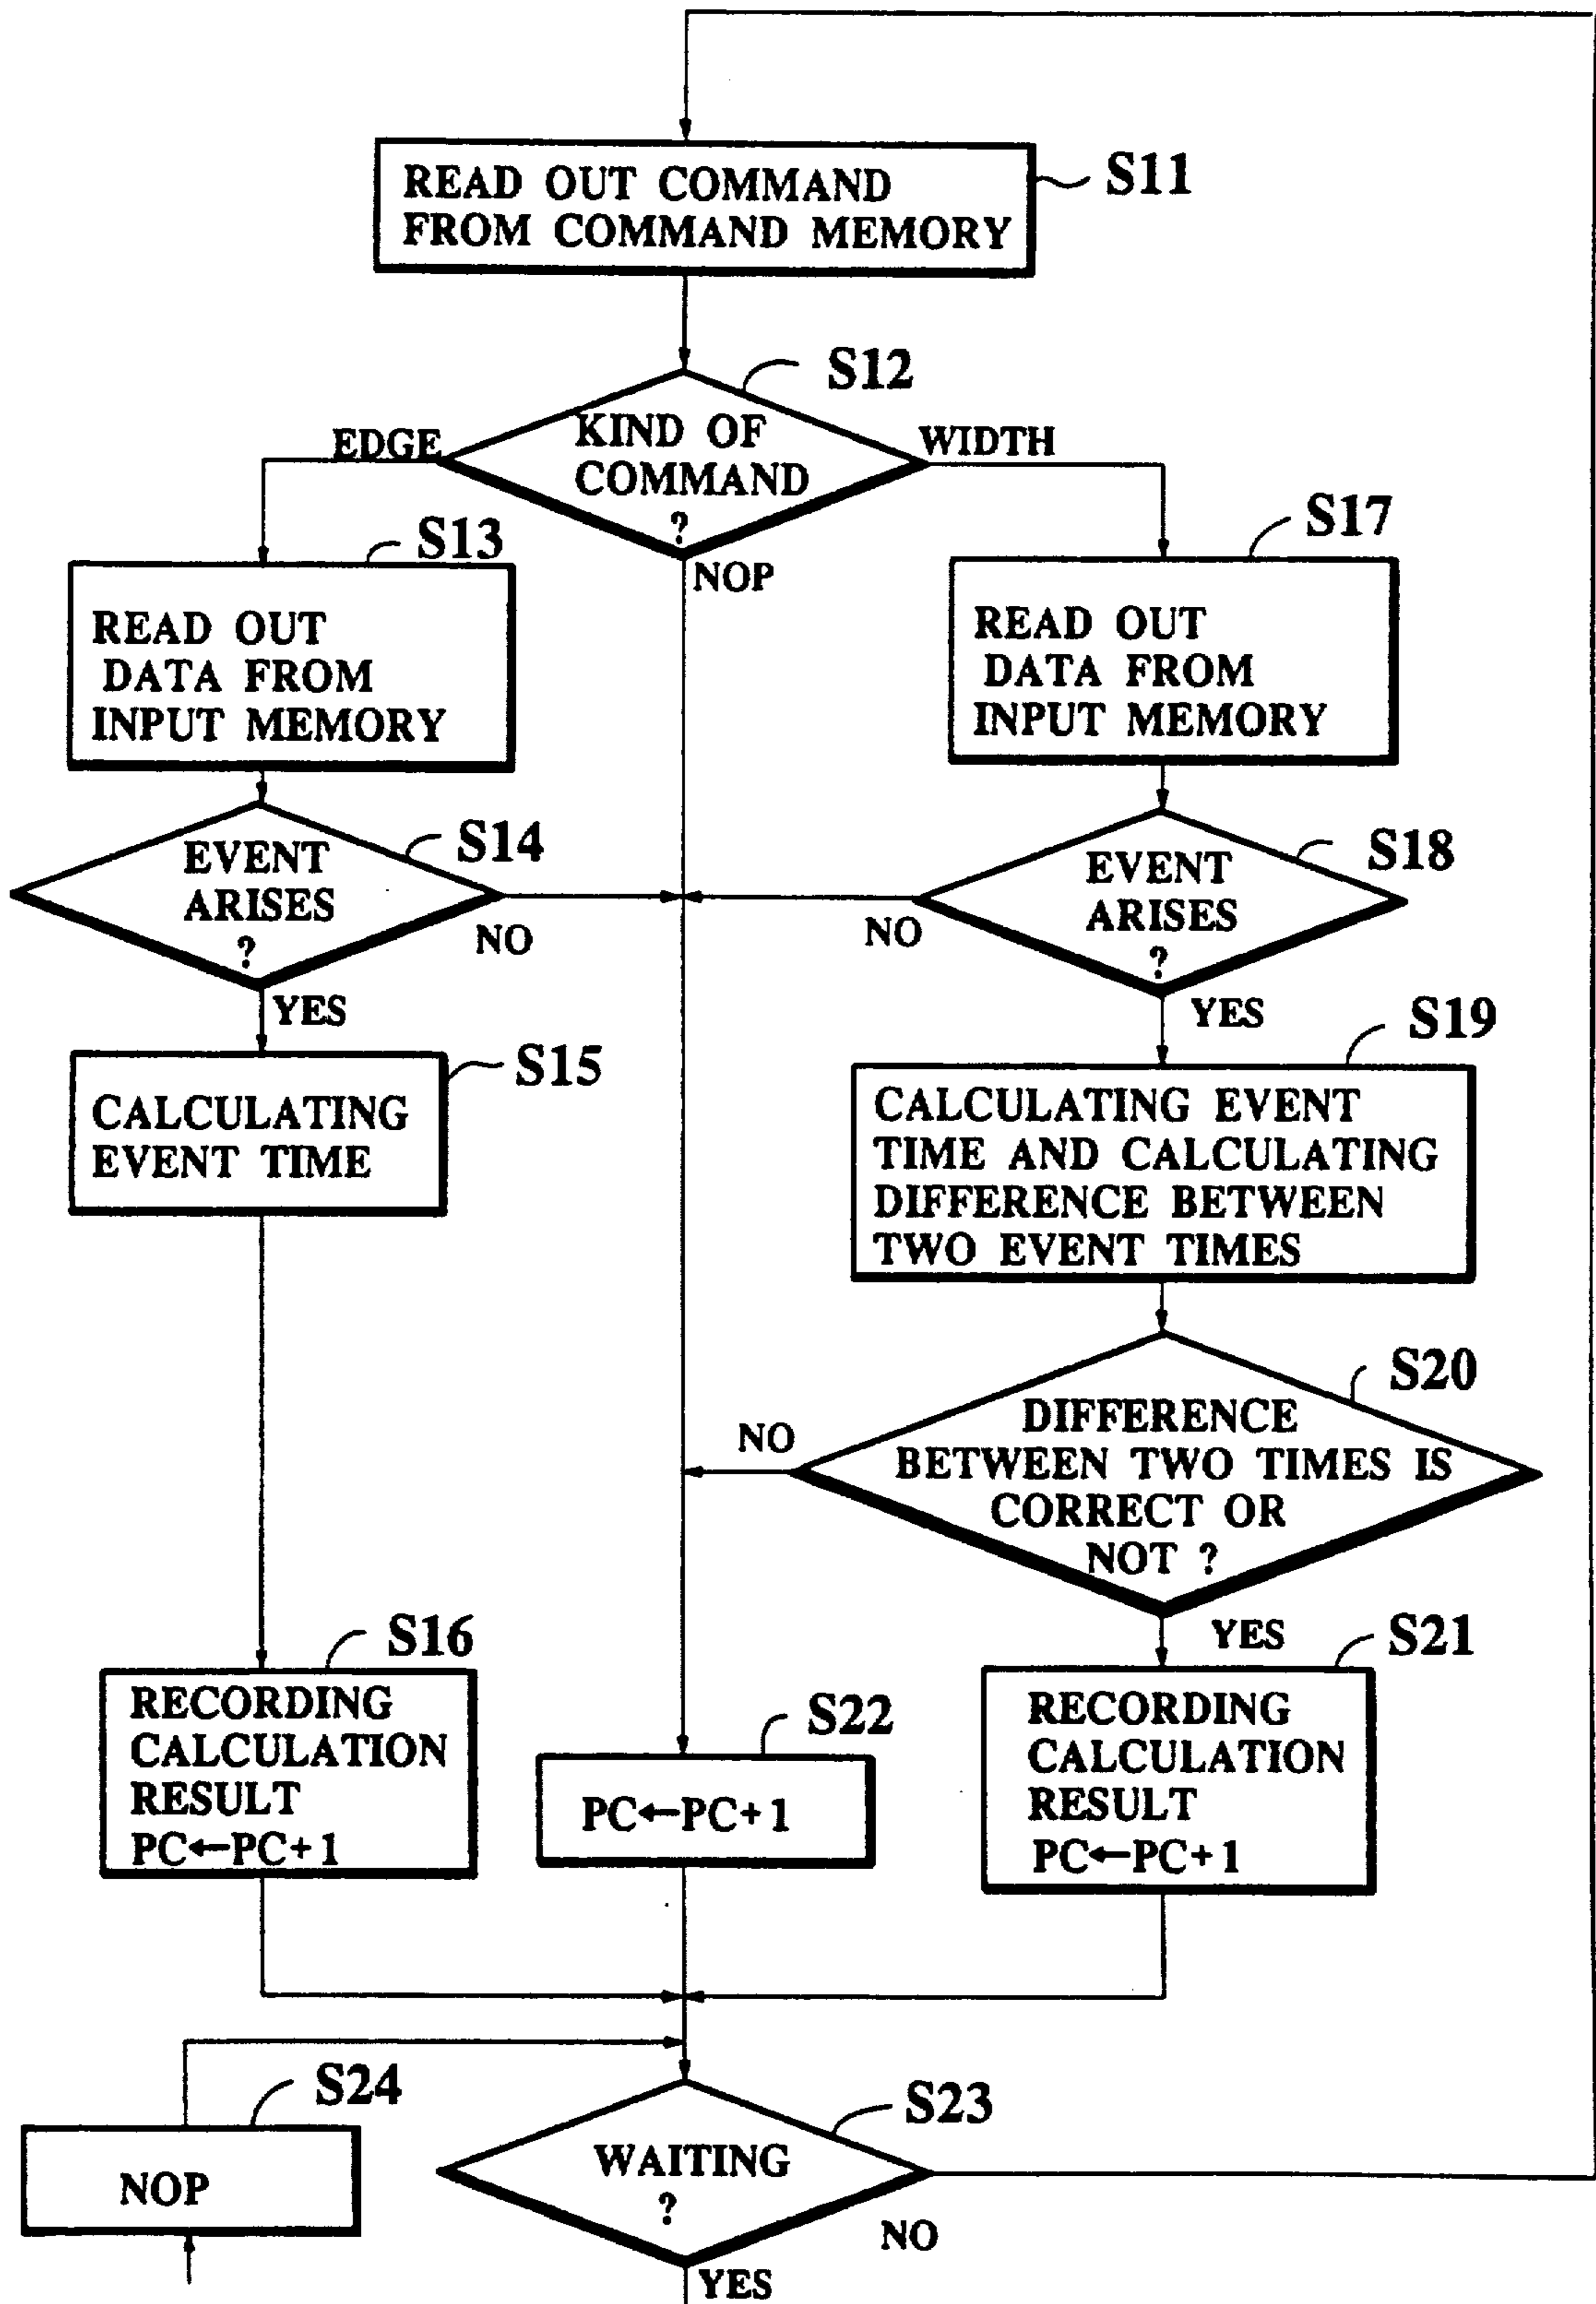 READ OUT COMMAND
FROM COMMAND MEMORY
S11
S12
KIND OF
COMMAND
?
EDGE
WIDTH
NOP
S13
READ OUT
DATA FROM
INPUT MEMORY
S17
READ OUT
DATA FROM
INPUT MEMORY
S14
EVENT
ARISES
?
NO
YES
S18
EVENT
ARISES
?
NO
YES
S15
CALCULATING
EVENT TIME
S19
CALCULATING EVENT
TIME AND CALCULATING
DIFFERENCE BETWEEN
TWO EVENT TIMES
S20
DIFFERENCE
BETWEEN TWO TIMES IS
CORRECT OR
NOT ?
NO
YES
S16
RECORDING
CALCULATION
RESULT
PC←PC+1
S22
PC←PC+1
S21
RECORDING
CALCULATION
RESULT
PC←PC+1
S24
NOP
S23
WAITING
?
NO
YES